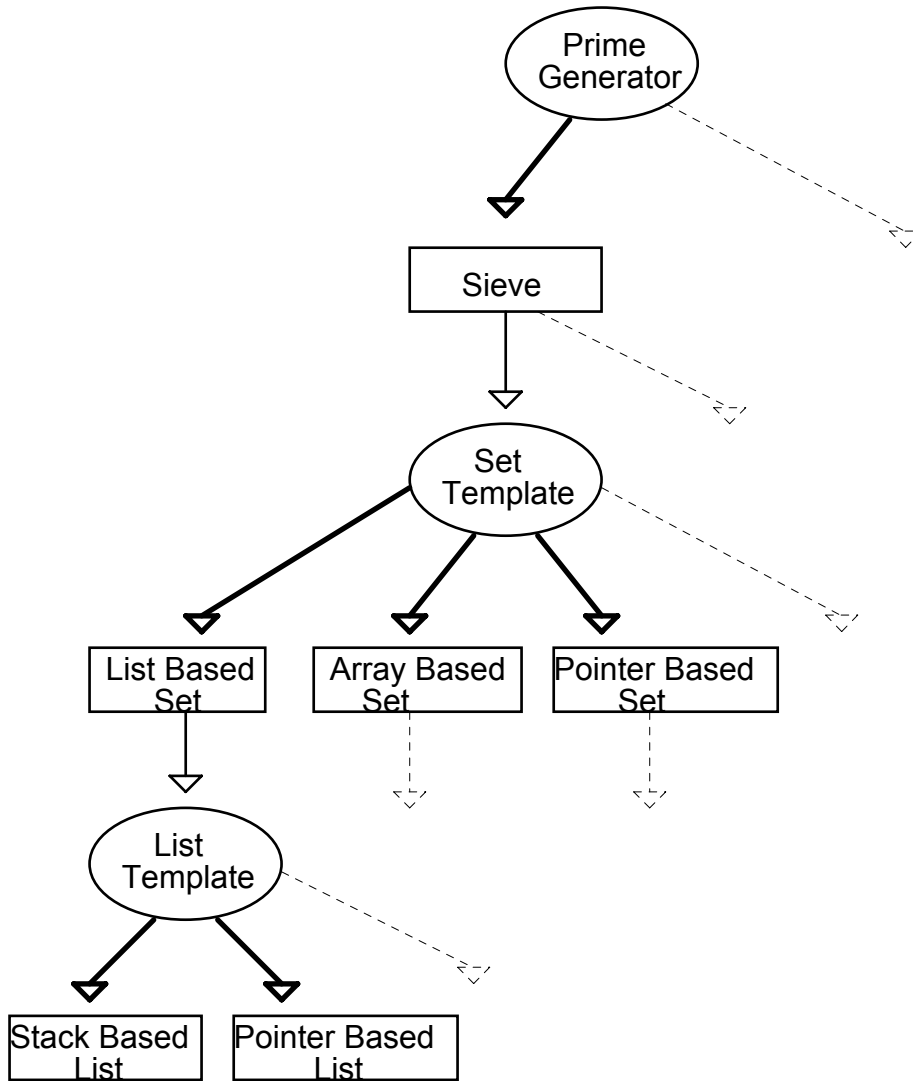 Prime
Generator
Sieve
Set
Template
List Based
Set
Array Based
Set
Pointer Based
Set
List
Template
Stack Based
List
Pointer Based
List